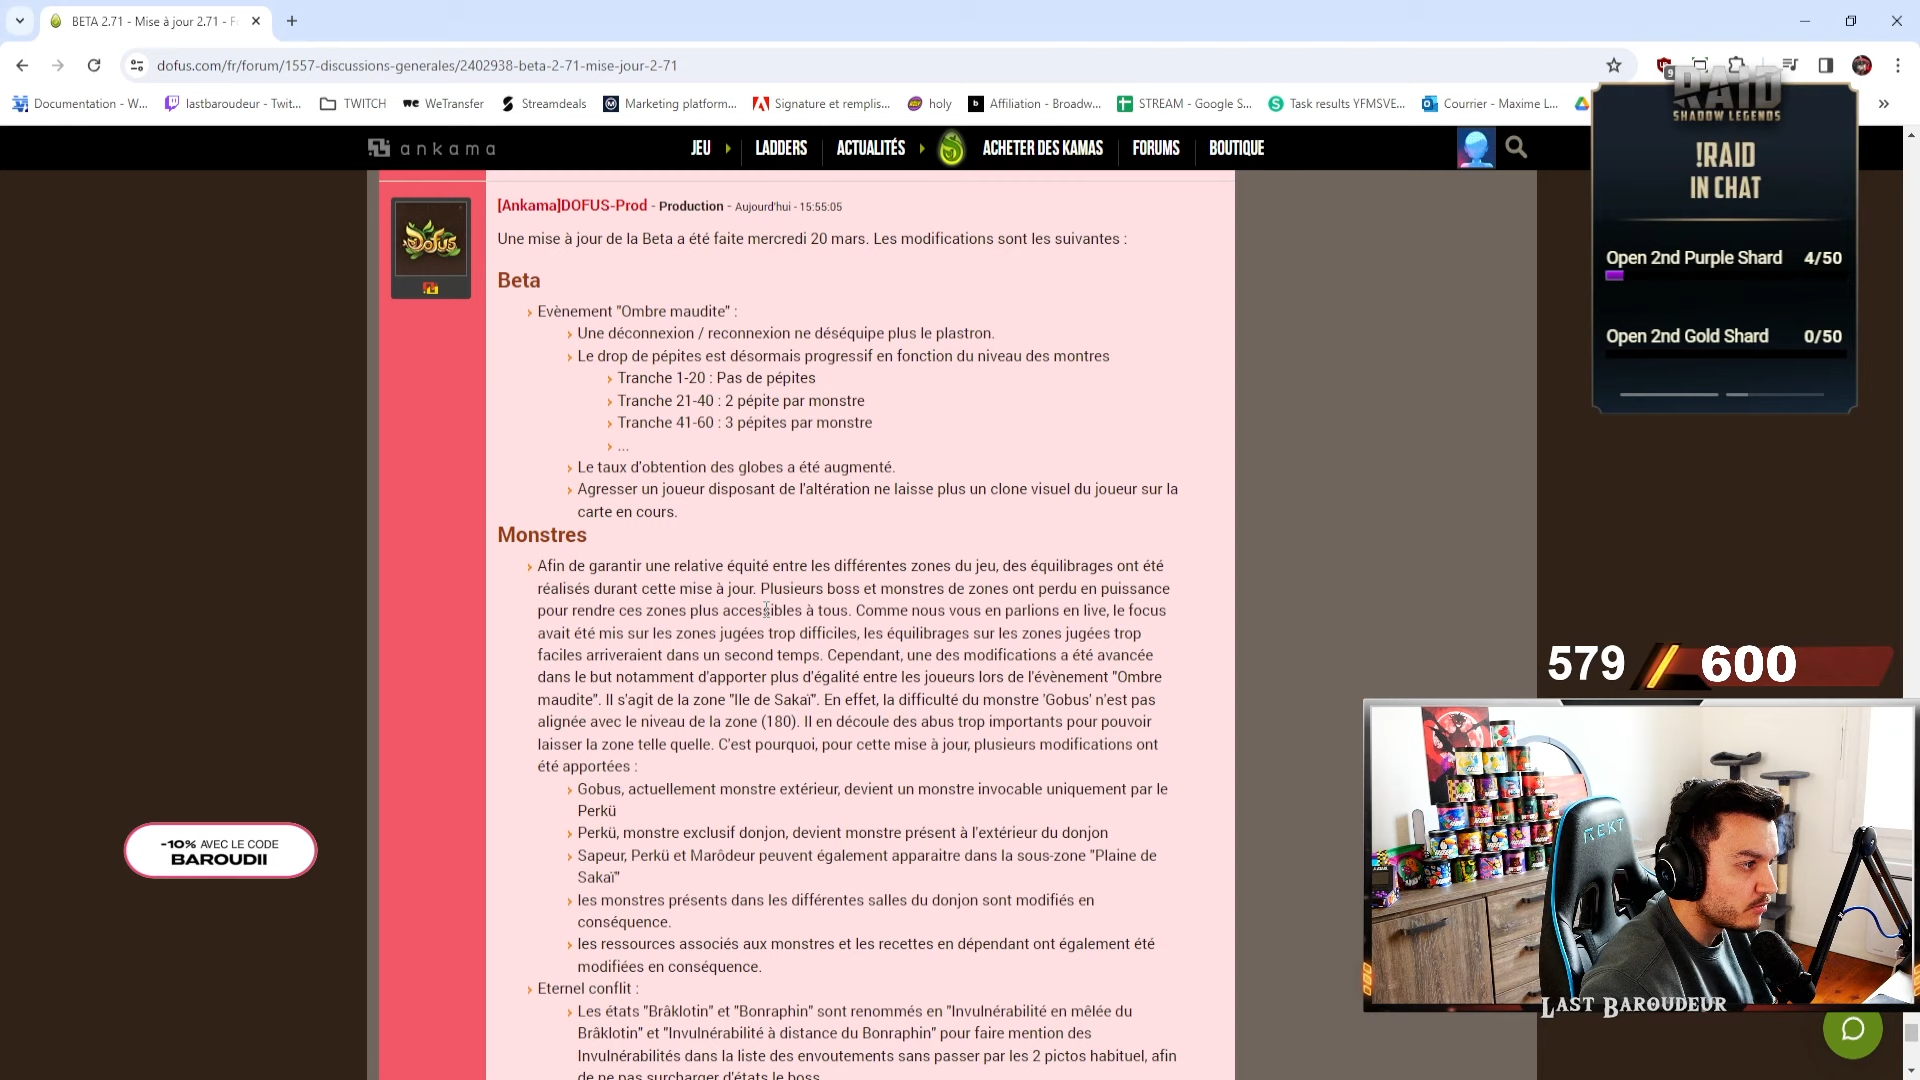 BETA 2.71 - Mise à jour 2.71 - F
dofus.com/fr/forum/1557-discussions-generales/2402938-beta-2-71-mise-jour-2-71
Documentation - W...
lastbaroudeur - Twit...
TWITCH
WeTransfer
Streamdeals
Marketing platform...
Signature et remplis...
holy
Affiliation - Broadw...
STREAM - Google S...
Task results YFMSVE...
Courrier - Maxime L...
ankama
JEU
LADDERS
ACTUALITÉS
ACHETER DES KAMAS
FORUMS
BOUTIQUE
RAID
SHADOW LEGENDS
!RAID
IN CHAT
Open 2nd Purple Shard 4/50
Open 2nd Gold Shard 0/50
DOFUS
[Ankama]DOFUS-Prod - Production - Aujourd'hui - 15:55:05
Une mise à jour de la Beta a été faite mercredi 20 mars. Les modifications sont les suivantes :
Beta
Evènement "Ombre maudite" :
Une déconnexion / reconnexion ne déséquipe plus le plastron.
Le drop de pépites est désormais progressif en fonction du niveau des montres
Tranche 1-20 : Pas de pépites
Tranche 21-40 : 2 pépite par monstre
Tranche 41-60 : 3 pépites par monstre
...
Le taux d'obtention des globes a été augmenté.
Agresser un joueur disposant de l'altération ne laisse plus un clone visuel du joueur sur la
carte en cours.
Monstres
Afin de garantir une relative équité entre les différentes zones du jeu, des équilibrages ont été
réalisés durant cette mise à jour. Plusieurs boss et monstres de zones ont perdu en puissance
pour rendre ces zones plus accessibles à tous. Comme nous vous en parlions en live, le focus
avait été mis sur les zones jugées trop difficiles, les équilibrages sur les zones jugées trop
faciles arriveraient dans un second temps. Cependant, une des modifications a été avancée
dans le but notamment d'apporter plus d'égalité entre les joueurs lors de l'évènement "Ombre
maudite". Il s'agit de la zone "Ile de Sakaï". En effet, la difficulté du monstre 'Gobus' n'est pas
alignée avec le niveau de la zone (180). Il en découle des abus trop importants pour pouvoir
laisser la zone telle quelle. C'est pourquoi, pour cette mise à jour, plusieurs modifications ont
été apportées :
Gobus, actuellement monstre extérieur, devient un monstre invocable uniquement par le
Perkü
Perkü, monstre exclusif donjon, devient monstre présent à l'extérieur du donjon
Sapeur, Perkü et Marôdeur peuvent également apparaitre dans la sous-zone "Plaine de
Sakaï"
les monstres présents dans les différentes salles du donjon sont modifiés en
conséquence.
les ressources associés aux monstres et les recettes en dépendant ont également été
modifiées en conséquence.
Eternel conflit :
Les états "Brâklotin" et "Bonraphin" sont renommés en "Invulnérabilité en mêlée du
Brâklotin" et "Invulnérabilité à distance du Bonraphin" pour faire mention des
Invulnérabilités dans la liste des envoutements sans passer par les 2 pictos habituel, afin
de ne pas surcharger d'états le boss.
-10% AVEC LE CODE
BAROUDII
579 / 600
REKT
LAST BAROUDEUR